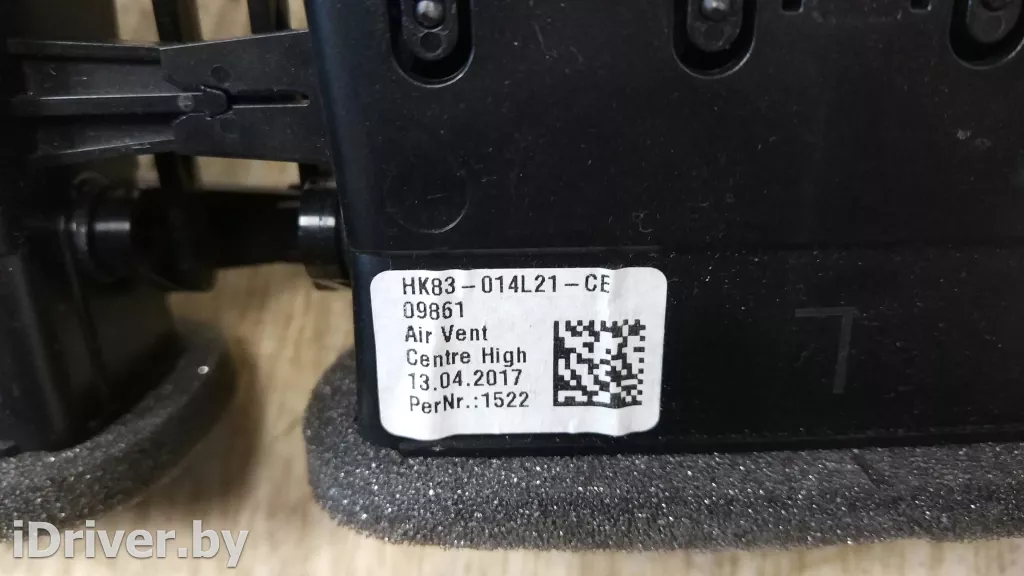 HK83-014L21-CE
09861
Air Vent
Centre High
13.04.2017
PerNr.:1522
L
iDriver.by